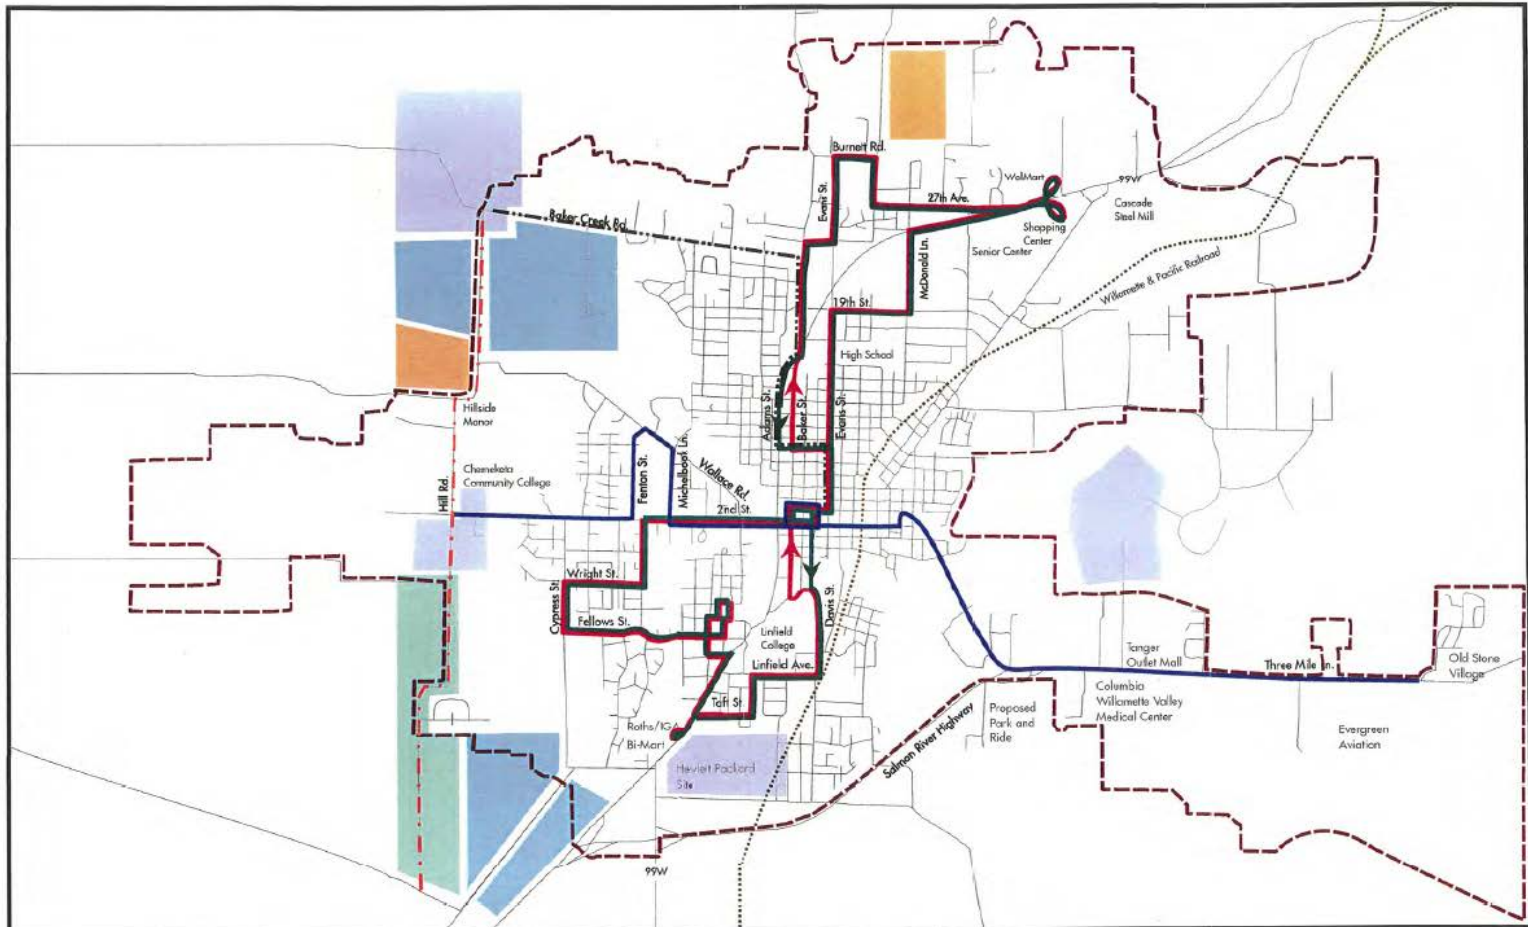 Burnett Rd.
WalMart
99W
Evans St.
27th Ave.
Cascade
Steel Mill
Baker Creek Rd.
Shopping
Center
Senior Center
McDonald Ln.
Willamette & Pacific Railroad
19th St.
High School
Hillside
Manor
Adams St.
Baker St.
Evans St.
Chemeketa
Community College
Hill Rd.
Fenton St.
Michelbook Ln.
Wallace Rd.
2nd St.
Wright St.
Cypress St.
Fellows St.
Davis St.
Linfield
College
Linfield Ave.
Tanger
Outlet Mall
Three Mile Ln.
Old Stone
Village
Taft St.
Columbia
Willamette Valley
Medical Center
Roths/IGA
Bi-Mart
Salmon River Highway
Proposed
Park and
Ride
Evergreen
Aviation
Hewlett Packard
Site
99W